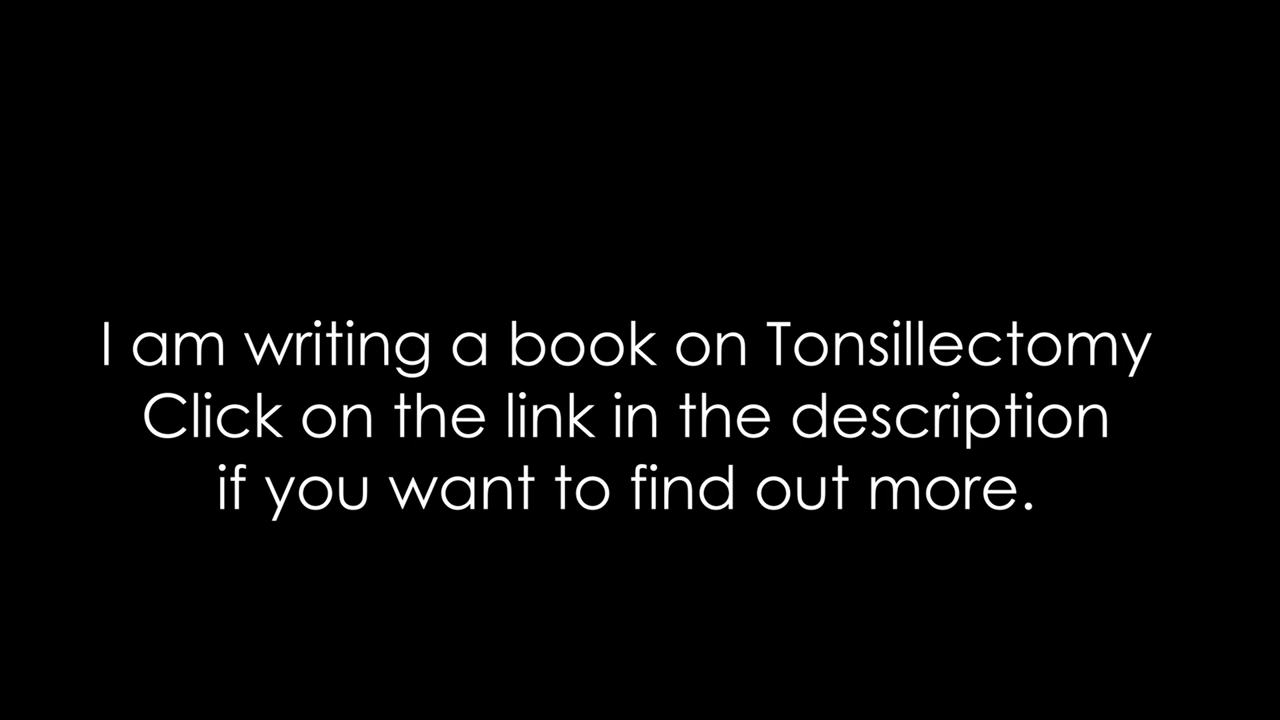 I am writing a book on Tonsillectomy
Click on the link in the description
if you want to find out more.